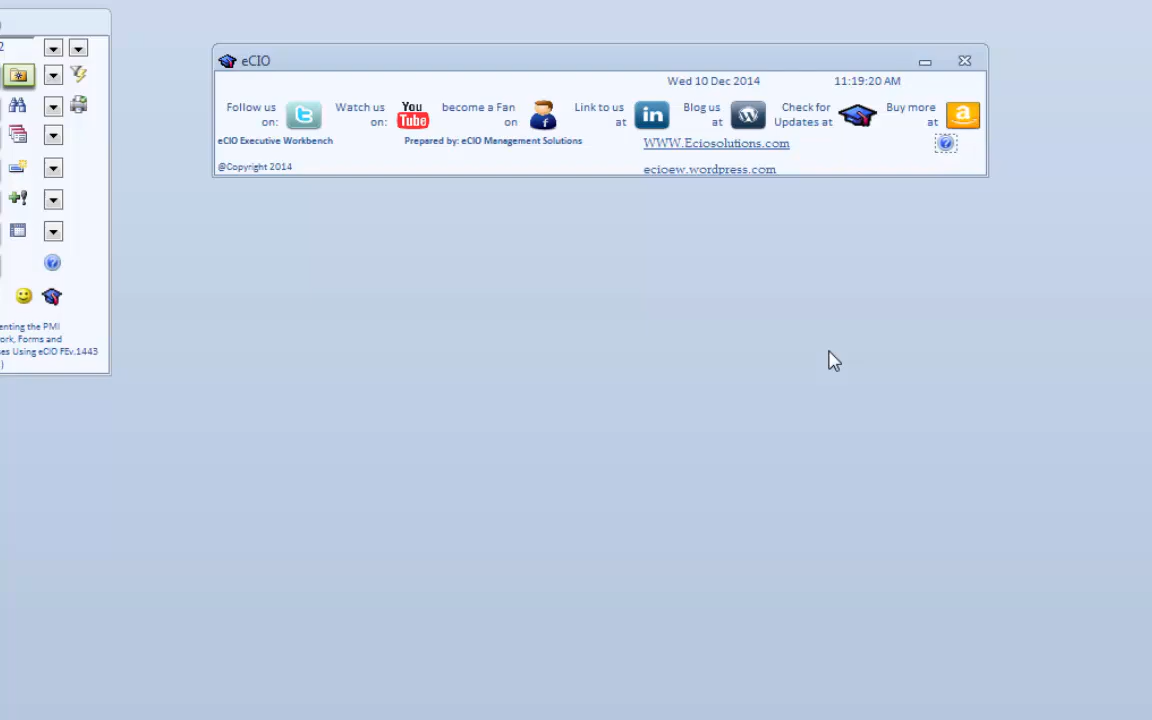 2
enting the PMI
ork, Forms and
es Using eCIO FEv.1443
)
eCIO
Wed 10 Dec 2014 11:19:20 AM
Follow us on:
Watch us on:
You Tube
become a Fan on
Link to us at
in
Blog us at
Check for Updates at
Buy more at
eCIO Executive Workbench
Prepared by: eCIO Management Solutions
WWW.Eciosolutions.com
@Copyright 2014
ecioew.wordpress.com